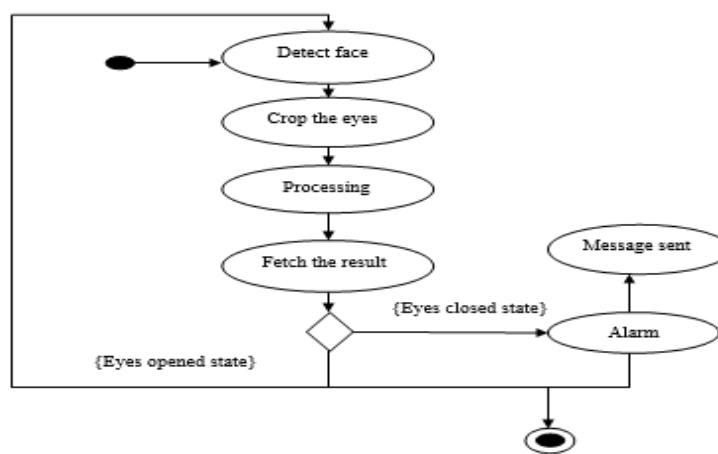 Detect face
Crop the eyes
Processing
Fetch the result
Message sent
{Eyes closed state}
Alarm
{Eyes opened state}